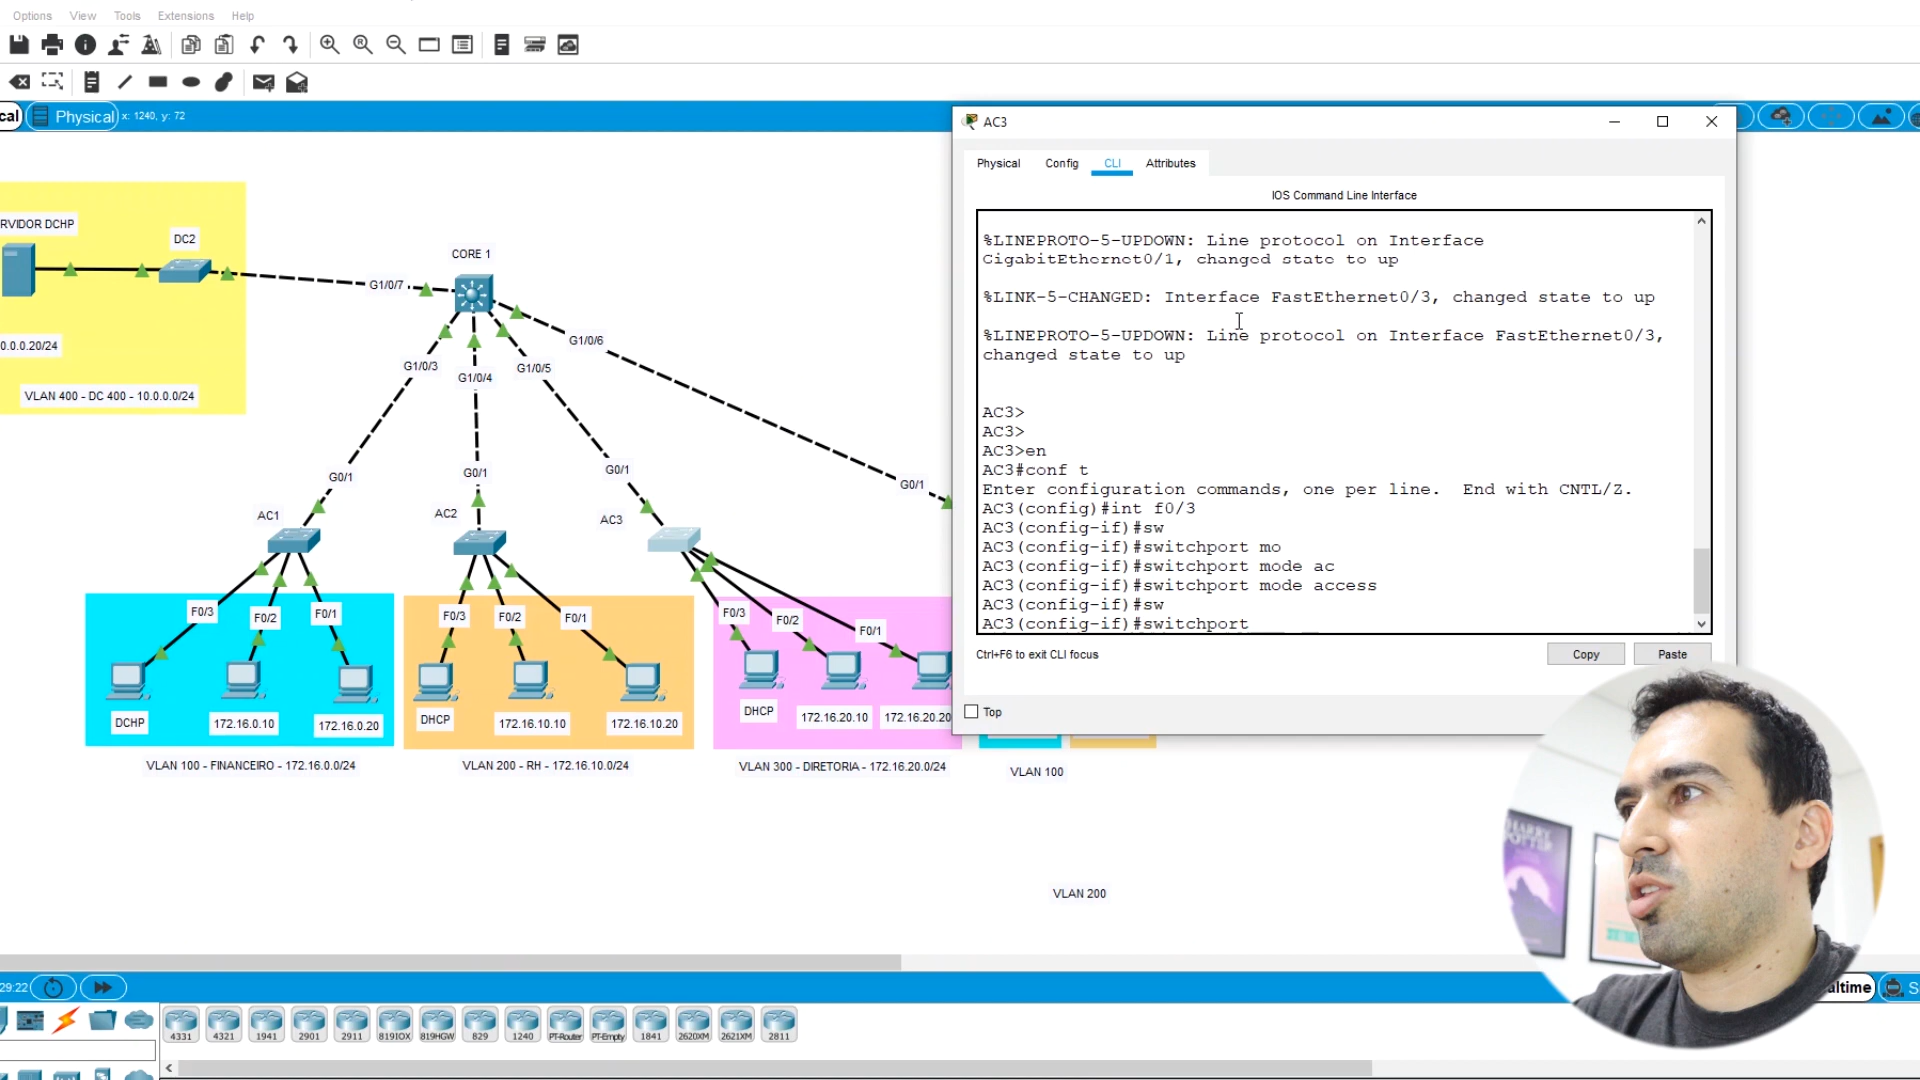 Options View Tools Extensions Help
cal Physical x: 1240, y: 72
RVIDOR DCHP
DC2
CORE 1
G1/0/7
0.0.0.20/24
VLAN 400 - DC 400 - 10.0.0.0/24
G1/0/3
G1/0/4
G1/0/5
G1/0/6
G0/1
G0/1
G0/1
G0/1
AC1
AC2
AC3
F0/3
F0/2
F0/1
F0/3
F0/2
F0/1
F0/3
F0/2
F0/1
DCHP
172.16.0.10
172.16.0.20
DHCP
172.16.10.10
172.16.10.20
DHCP
172.16.20.10
172.16.20.20
VLAN 100 - FINANCEIRO - 172.16.0.0/24
VLAN 200 - RH - 172.16.10.0/24
VLAN 300 - DIRETORIA - 172.16.20.0/24
VLAN 100
VLAN 200
AC3
Physical Config CLI Attributes
IOS Command Line Interface
%LINEPROTO-5-UPDOWN: Line protocol on Interface
GigabitEthernet0/1, changed state to up
%LINK-5-CHANGED: Interface FastEthernet0/3, changed state to up
%LINEPROTO-5-UPDOWN: Line protocol on Interface FastEthernet0/3,
changed state to up
AC3>
AC3>
AC3>en
AC3#conf t
Enter configuration commands, one per line. End with CNTL/Z.
AC3(config)#int f0/3
AC3(config-if)#sw
AC3(config-if)#switchport mo
AC3(config-if)#switchport mode ac
AC3(config-if)#switchport mode access
AC3(config-if)#sw
AC3(config-if)#switchport
Ctrl+F6 to exit CLI focus
Copy
Paste
Top
HARRY
POTTER
29:22
altime S
4331
4321
1941
2901
2911
819IOX
819HGW
829
1240
PT-Router
PT-Empty
1841
2620XM
2621XM
2811